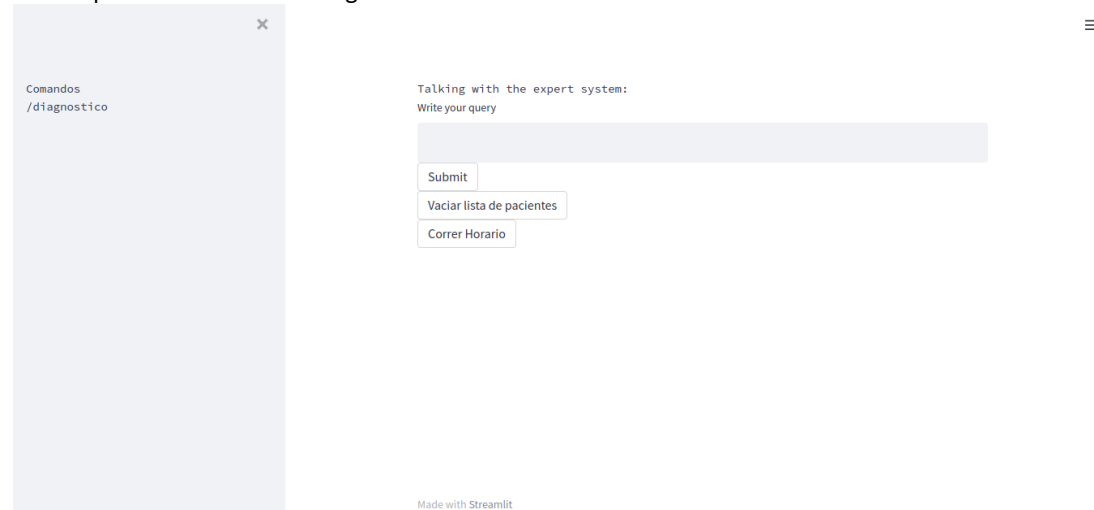 Comandos
/diagnostico
Talking with the expert system:
Write your query
Submit
Vaciar lista de pacientes
Correr Horario
Made with Streamlit